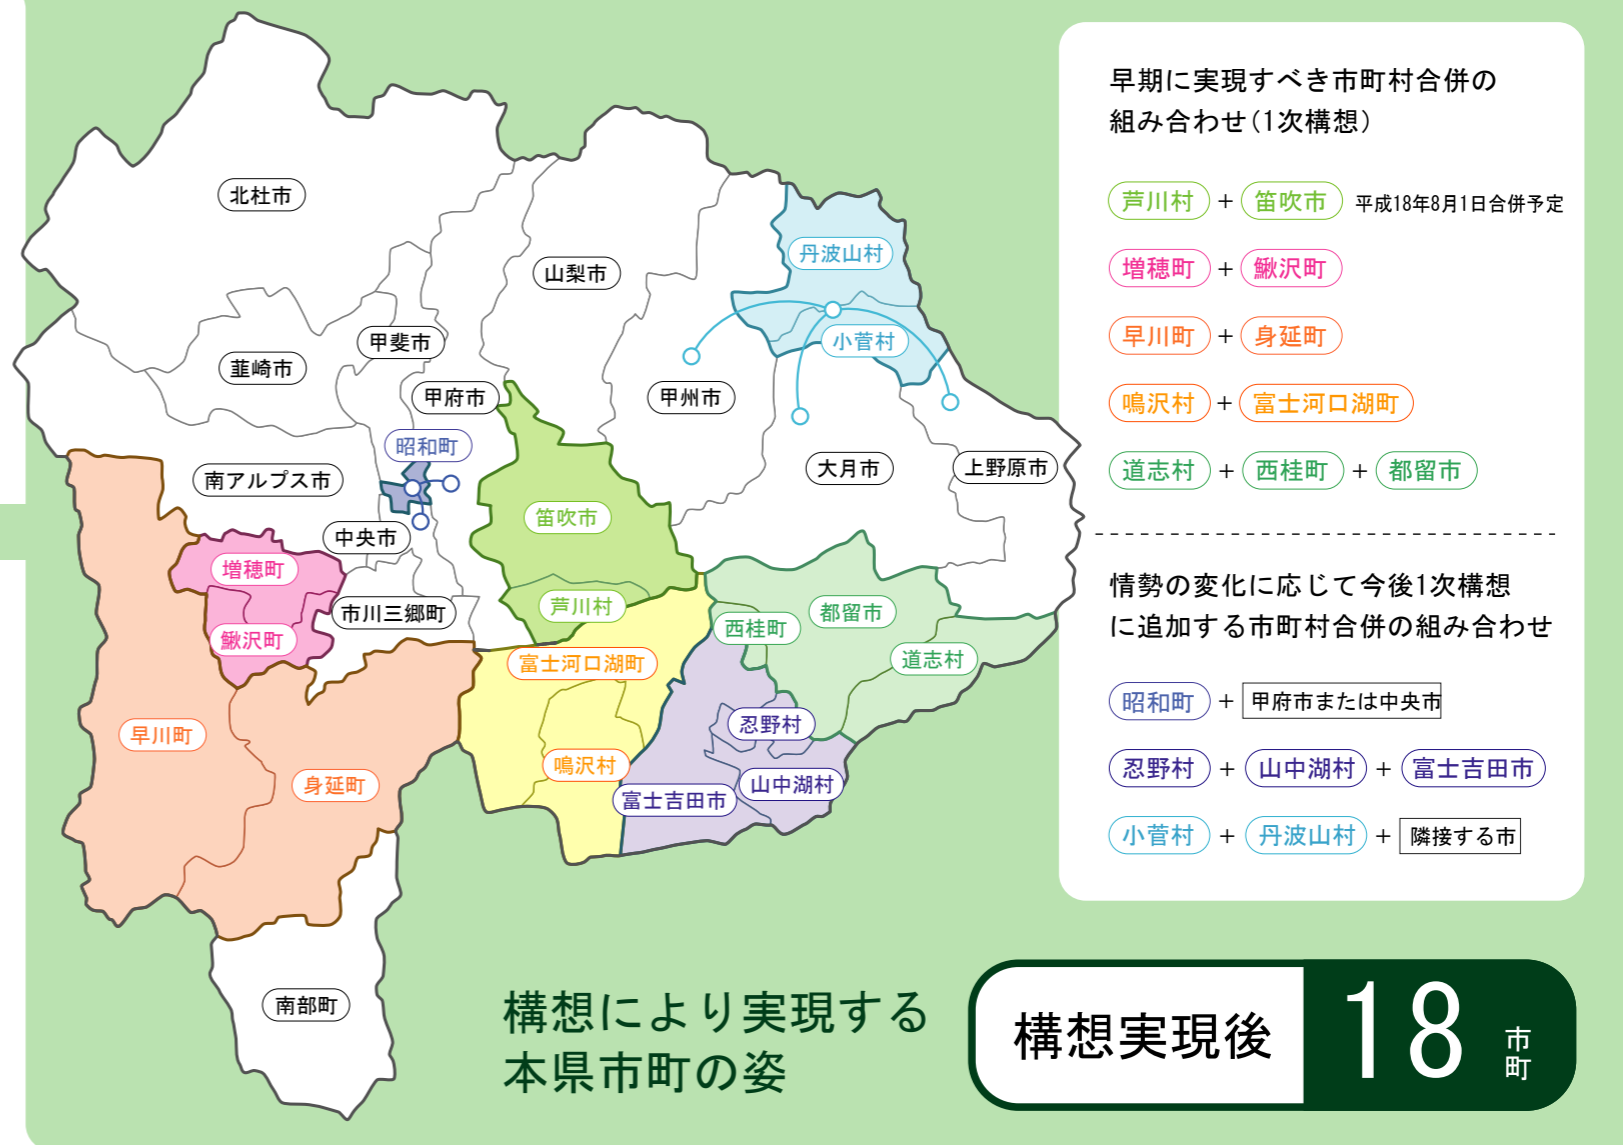 北杜市
丹波山村
山梨市
小菅村
甲斐市
韮崎市
甲府市
甲州市
昭和町
大月市
上野原市
南アルプス市
笛吹市
中央市
増穂町
芦川村
市川三郷町
都留市
西桂町
鰍沢町
道志村
富士河口湖町
忍野村
早川町
鳴沢村
身延町
山中湖村
富士吉田市
南部町
早期に実現すべき市町村合併の
組み合わせ(1次構想)
芦川村 + 笛吹市 平成18年8月1日合併予定
増穂町 + 鰍沢町
早川町 + 身延町
鳴沢村 + 富士河口湖町
道志村 + 西桂町 + 都留市
情勢の変化に応じて今後1次構想
に追加する市町村合併の組み合わせ
昭和町 + 甲府市または中央市
忍野村 + 山中湖村 + 富士吉田市
小菅村 + 丹波山村 + 隣接する市
構想により実現する
本県市町の姿
構想実現後 18 市町